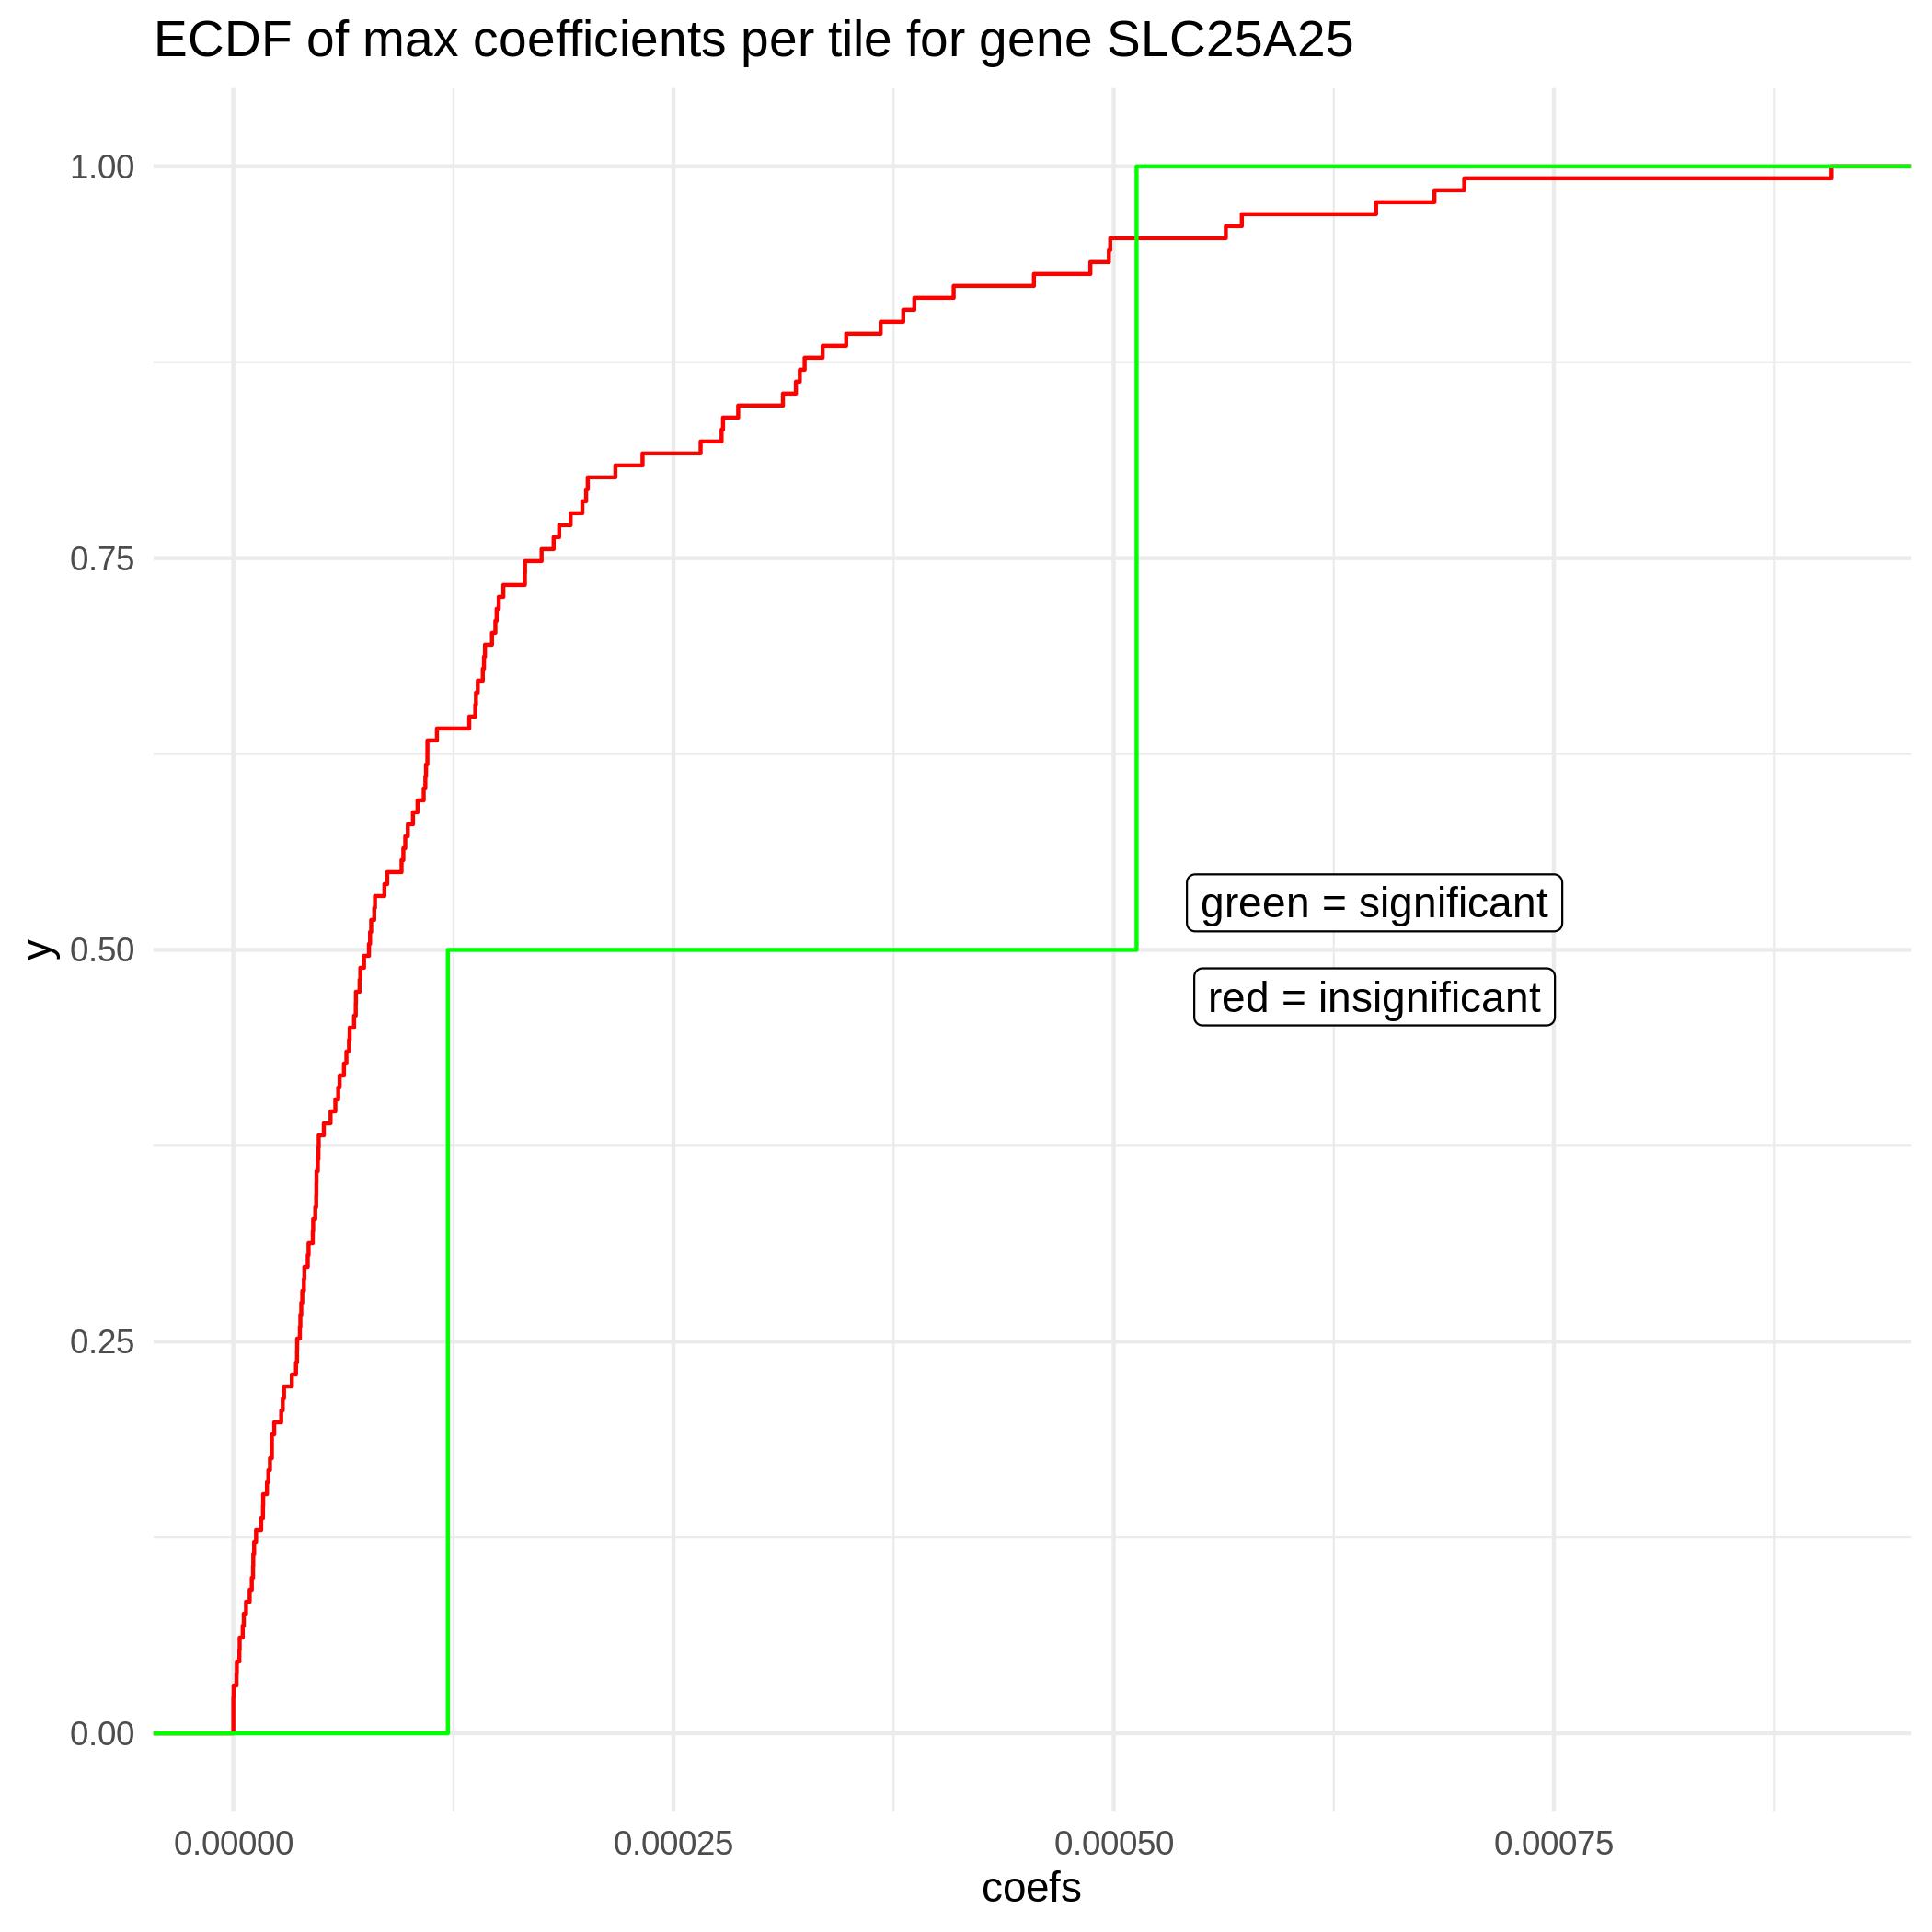 ECDF of max coefficients per tile for gene SLC25A25
1.00
0.75
0.50
0.25
0.00
y
green = significant
red = insignificant
0.00000
0.00025
0.00050
0.00075
coefs